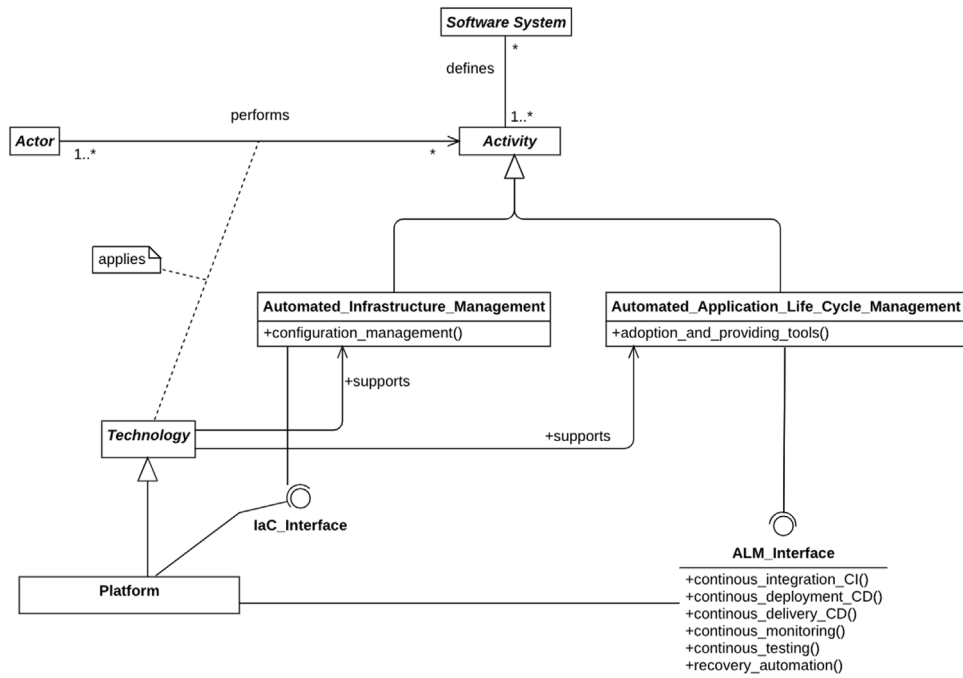 Software System
*
defines
1..*
performs
Actor
Activity
1..*
*
applies
Automated_Infrastructure_Management
+configuration_management()
Automated_Application_Life_Cycle_Management
+adoption_and_providing_tools()
+supports
Technology
+supports
IaC_Interface
ALM_Interface
Platform
+continous_integration_CI()
+continous_deployment_CD()
+continous_delivery_CD()
+continous_monitoring()
+continous_testing()
+recovery_automation()